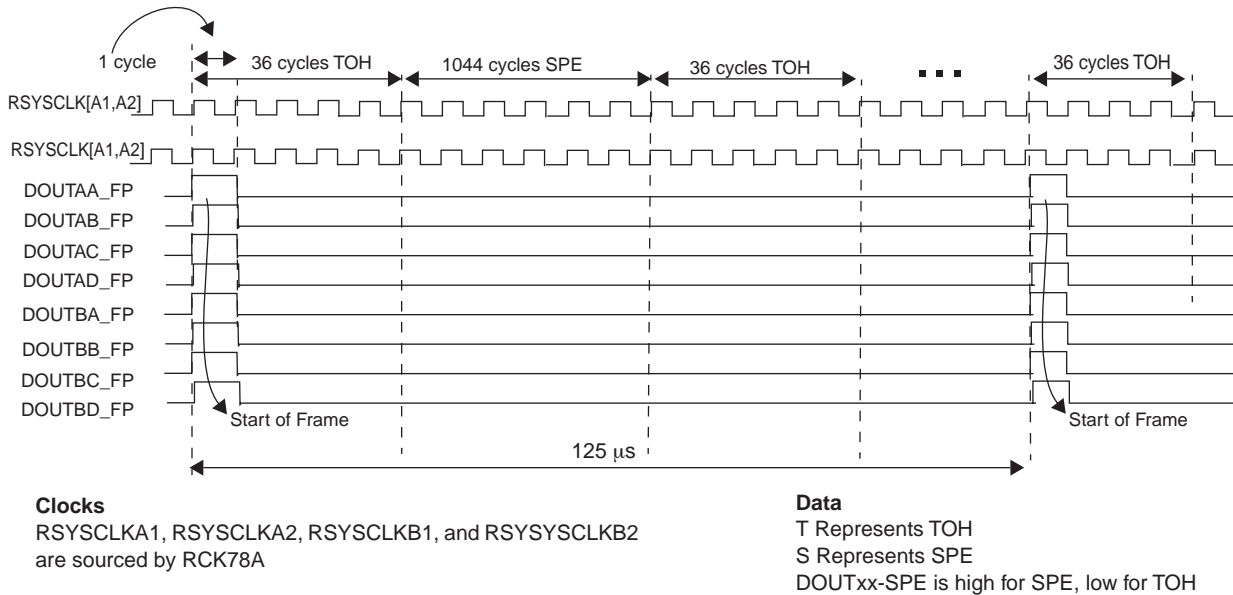 1 cycle
36 cycles TOH
1044 cycles SPE
36 cycles TOH
36 cycles TOH
RSYSCLK[A1,A2]
RSYSCLK[A1,A2]
DOUTAA_FP
DOUTAB_FP
DOUTAC_FP
DOUTAD_FP
DOUTBA_FP
DOUTBB_FP
DOUTBC_FP
DOUTBD_FP
Start of Frame
Start of Frame
125 μs
Clocks
RSYSCLKA1, RSYSCLKA2, RSYSCLKB1, and RSYSYSCLKB2
are sourced by RCK78A
Data
T Represents TOH
S Represents SPE
DOUTxx-SPE is high for SPE, low for TOH